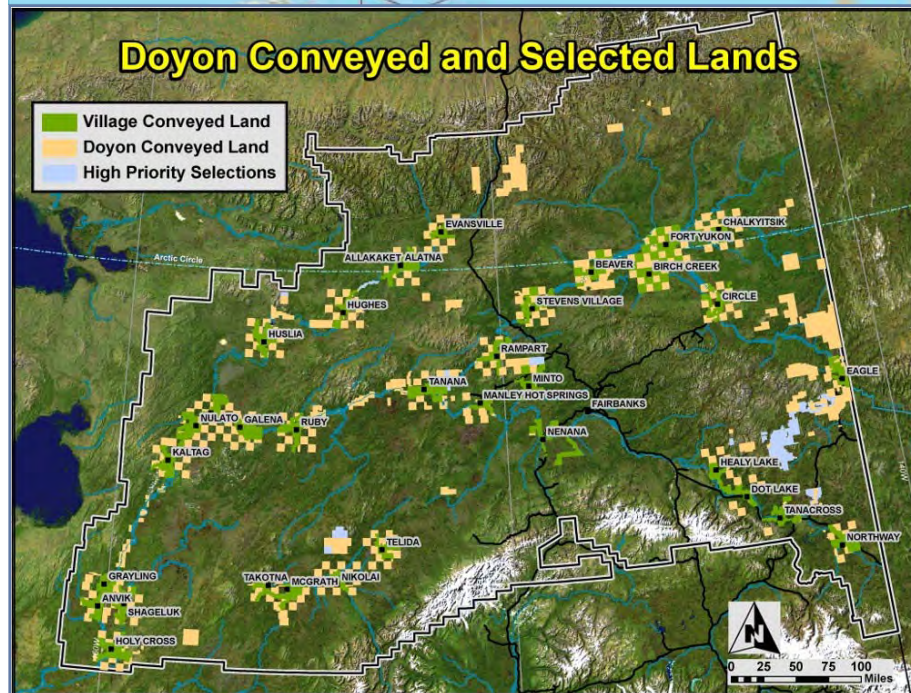 Doyon Conveyed and Selected Lands
Village Conveyed Land
Doyon Conveyed Land
High Priority Selections
Arctic Circle
EVANSVILLE
ALLAKAKET ALATNA
HUGHES
HUSLIA
CHALKYITSIK
FORT YUKON
BEAVER
BIRCH CREEK
STEVENS VILLAGE
CIRCLE
RAMPART
TANANA
MINTO
MANLEY HOT SPRINGS
FAIRBANKS
EAGLE
NULATO
GALENA
RUBY
KALTAG
NENANA
HEALY LAKE
DOT LAKE
TANACROSS
NORTHWAY
140W
TELIDA
TAKOTNA
MCGRATH
NIKOLAI
GRAYLING
ANVIK
SHAGELUK
HOLY CROSS
N
0 25 50 75 100
Miles